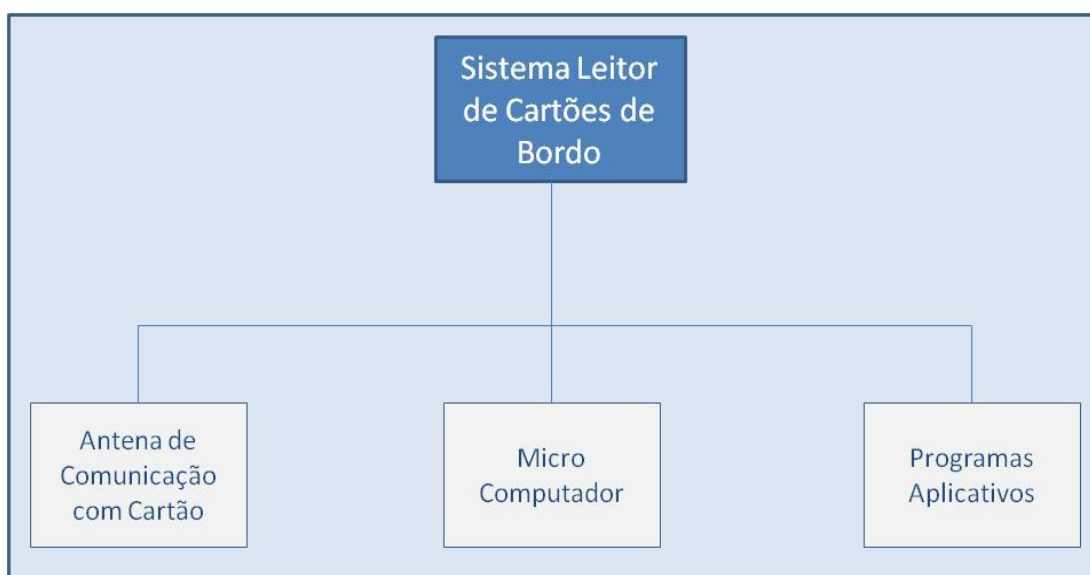 Sistema Leitor
de Cartões de
Bordo
Antena de
Comunicação
com Cartão
Micro
Computador
Programas
Aplicativos